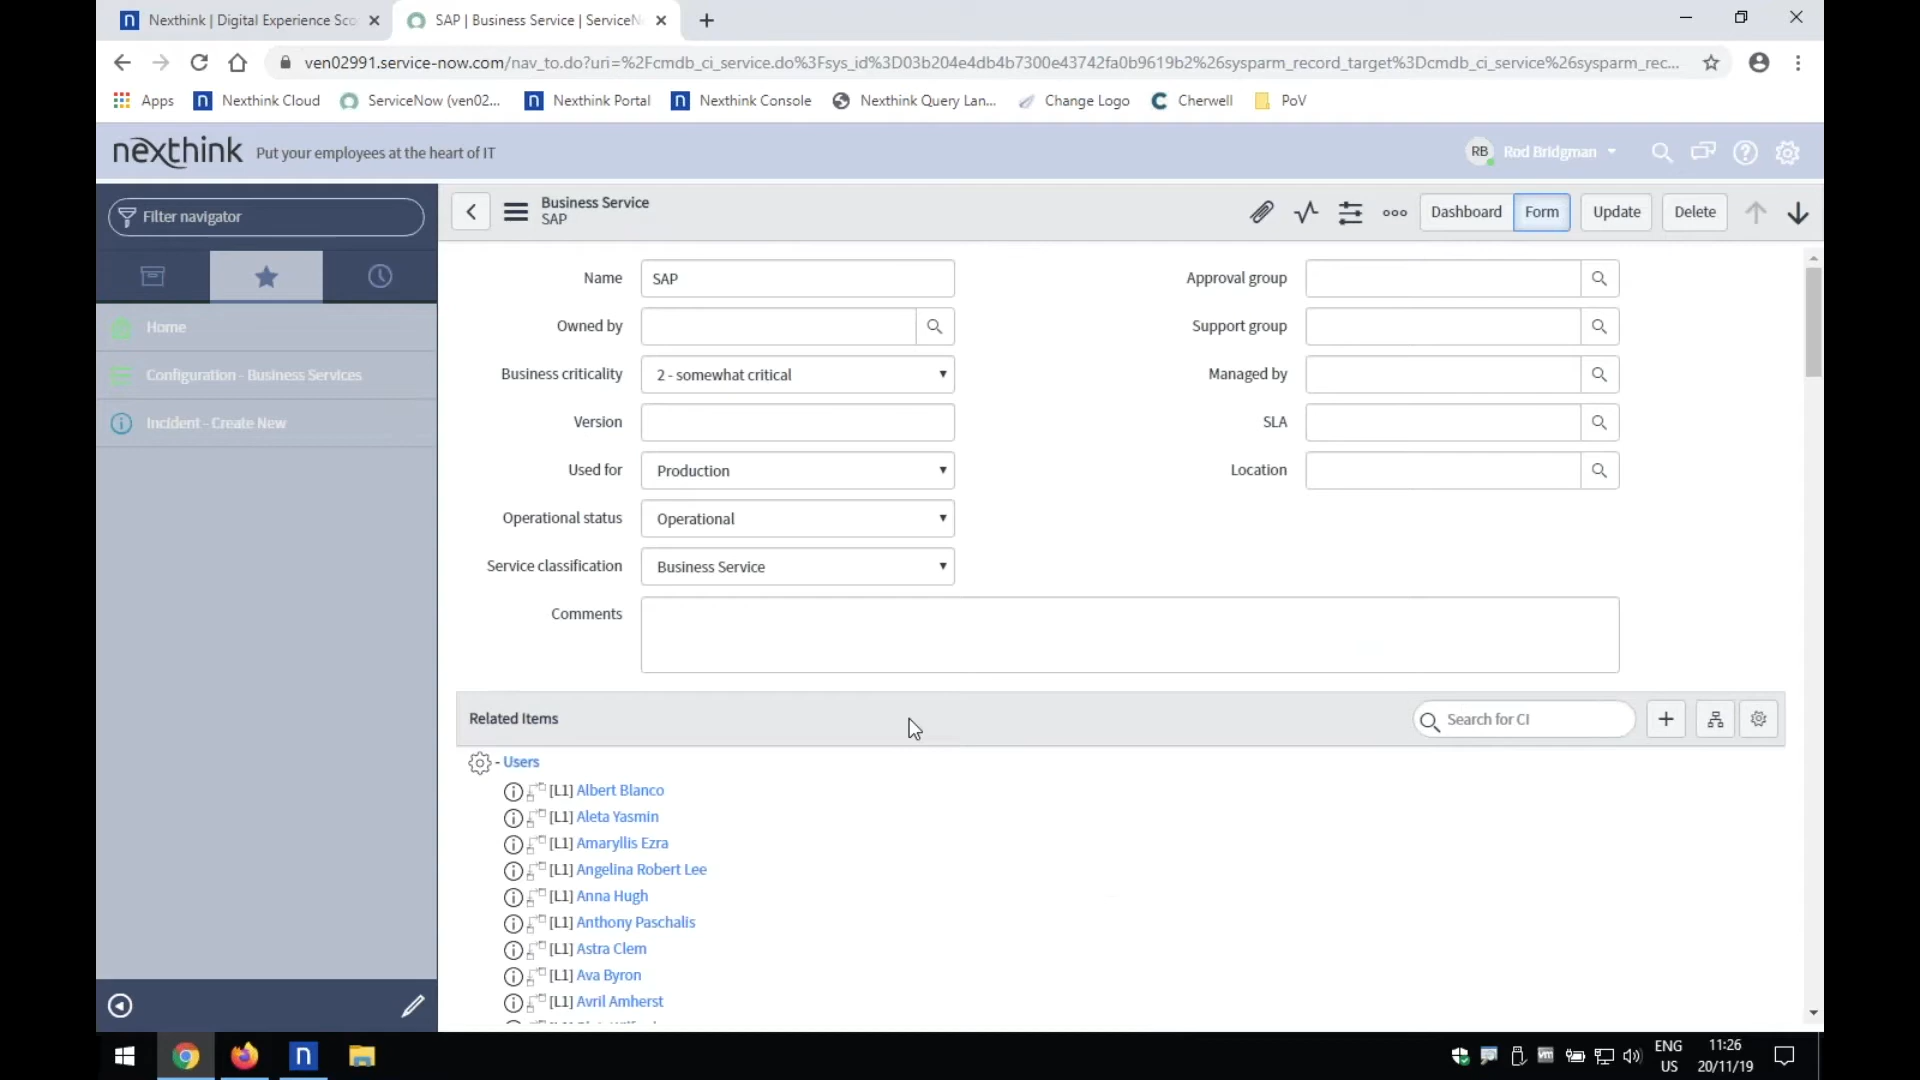 Nexthink | Digital Experience Sco
SAP | Business Service | ServiceN
ven02991.service-now.com/nav_to.do?uri=%2Fcmdb_ci_service.do%3Fsys_id%3D03b204e4db4b7300e43742fa0b9619b2%26sysparm_record_target%3Dcmdb_ci_service%26sysparm_rec...
Apps
Nexthink Cloud
ServiceNow (ven02...
Nexthink Portal
Nexthink Console
Nexthink Query Lan...
Change Logo
Cherwell
PoV
nexthink Put your employees at the heart of IT
RB Rod Bridgman
Filter navigator
Home
Configuration - Business Services
Incident - Create New
Business Service
SAP
Dashboard
Form
Update
Delete
Name SAP
Owned by
Business criticality 2 - somewhat critical
Version
Used for Production
Operational status Operational
Service classification Business Service
Comments
Approval group
Support group
Managed by
SLA
Location
Related Items
Search for CI
- Users
[L1] Albert Blanco
[L1] Aleta Yasmin
[L1] Amaryllis Ezra
[L1] Angelina Robert Lee
[L1] Anna Hugh
[L1] Anthony Paschalis
[L1] Astra Clem
[L1] Ava Byron
[L1] Avril Amherst
ENG
US
11:26
20/11/19